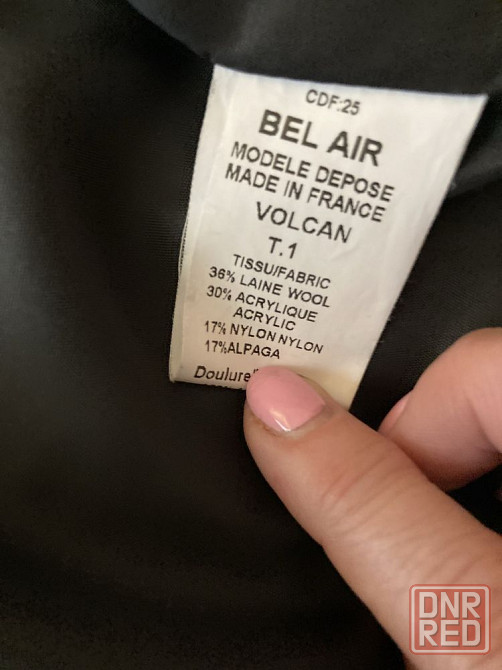 CDF:25
BEL AIR
MODELE DEPOSE
MADE IN FRANCE
VOLCAN
T.1
TISSU/FABRIC
36% LAINE WOOL
30% ACRYLIQUE
ACRYLIC
17% NYLON NYLON
17%ALPAGA
DNR
RED